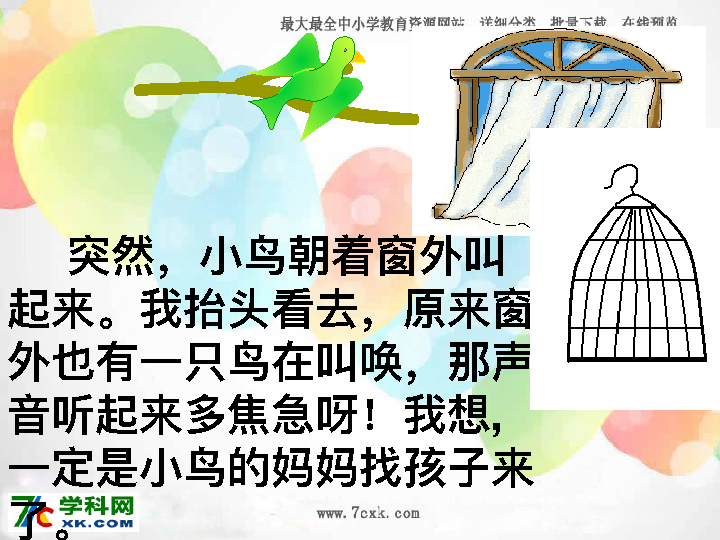 最大最全中小学教育资源网站 详细分类 批量下载 在线预览
突然，小鸟朝着窗外叫
起来。我抬头看去，原来窗
外也有一只鸟在叫唤，那声
音听起来多焦急呀！我想，
一定是小鸟的妈妈找孩子来
了。
7C 学科网
XK.COM
www.7cxk.com